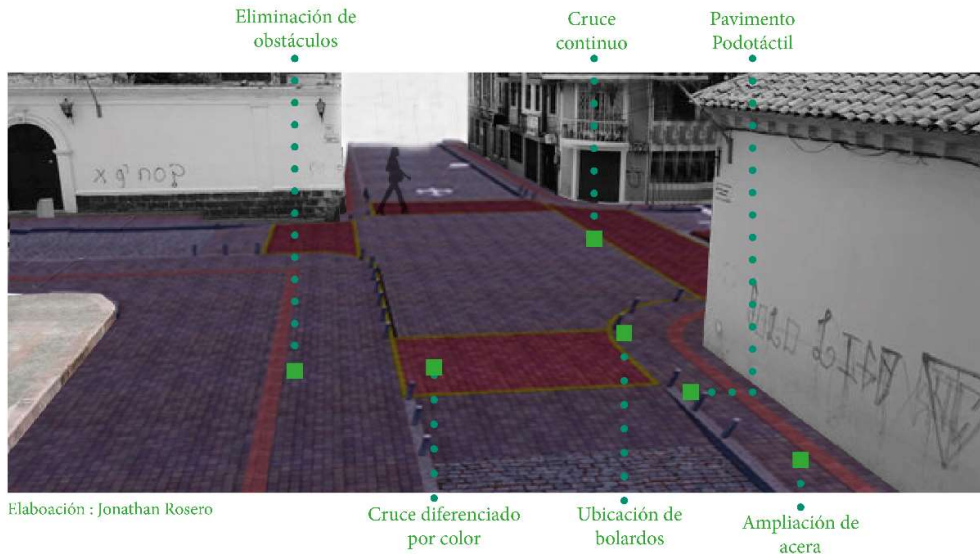 Eliminación de
obstáculos
Cruce
continuo
Pavimento
Podotáctil
Elaboación : Jonathan Rosero
Cruce diferenciado
por color
Ubicación de
bolardos
Ampliación de
acera